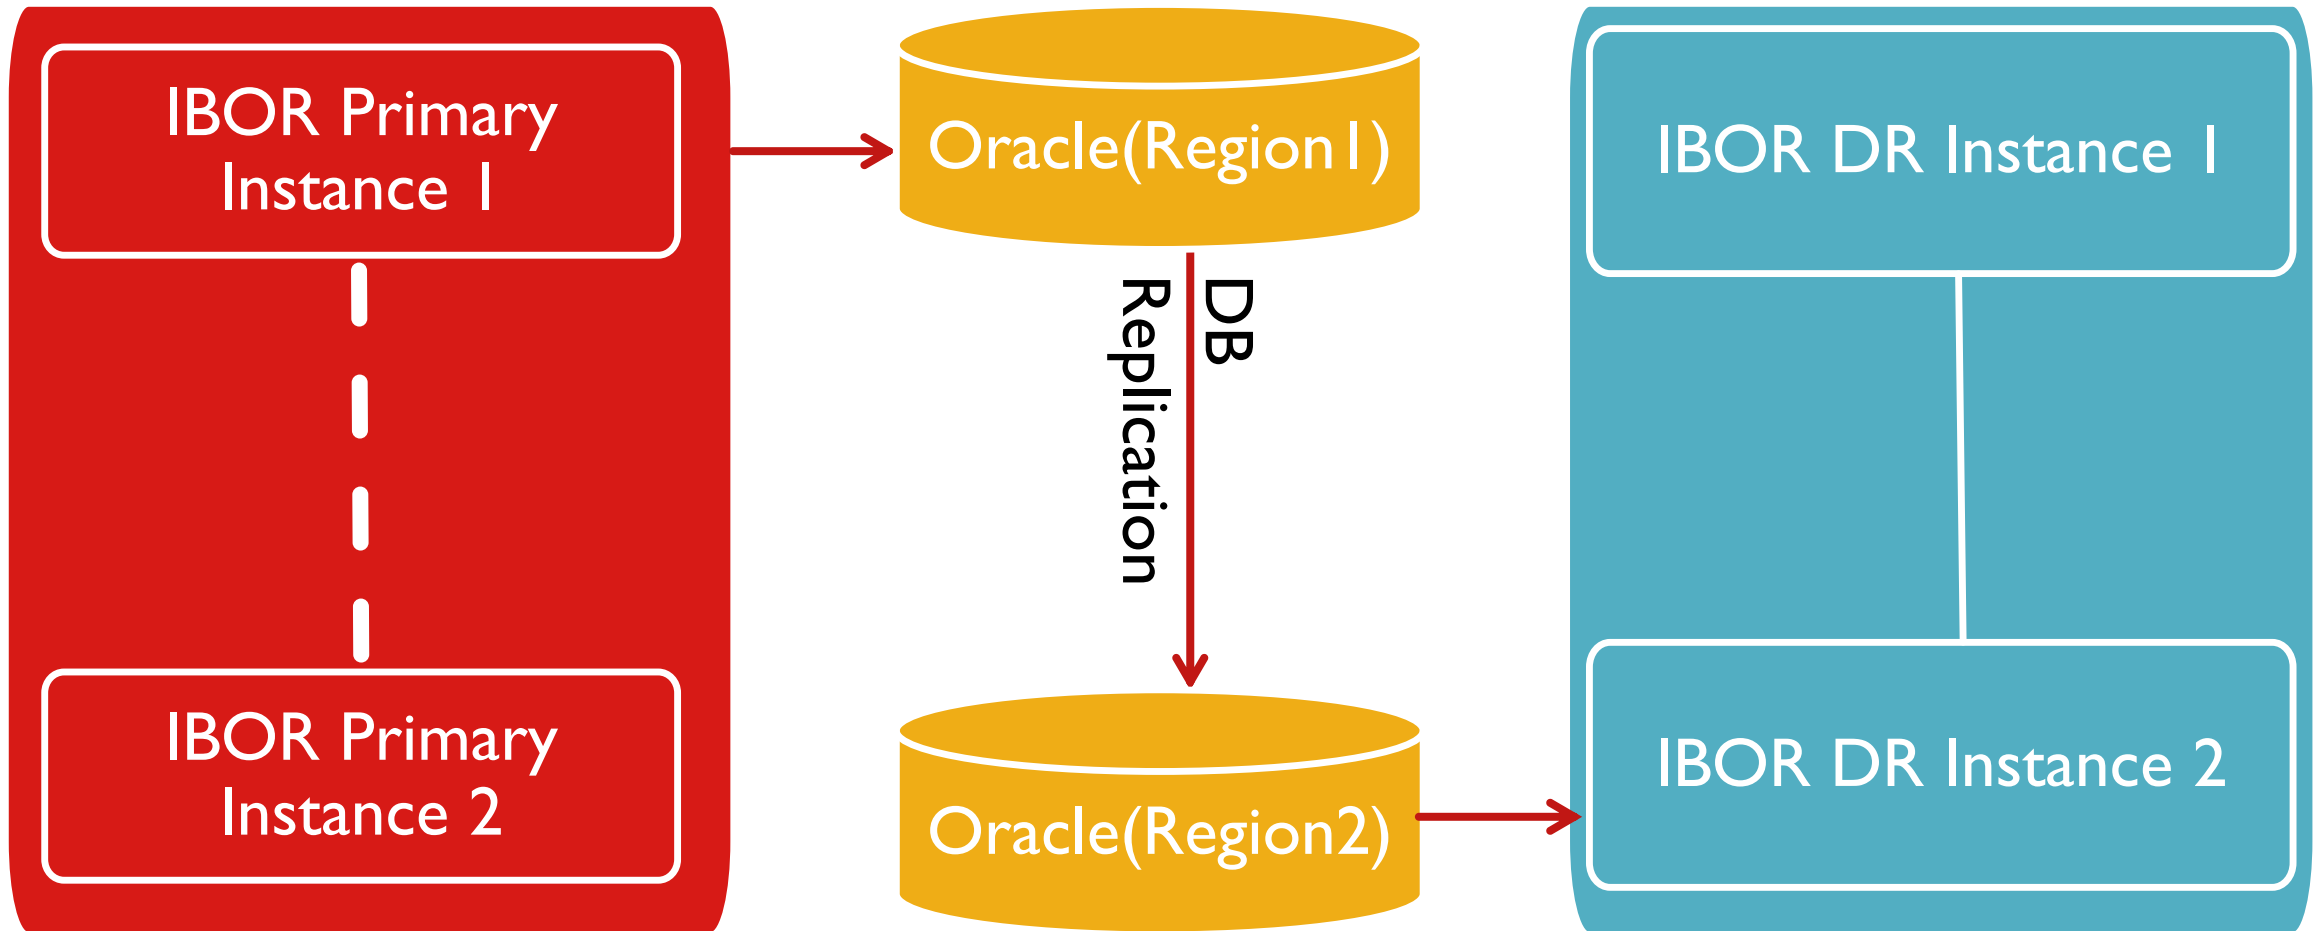 IBOR Primary
Instance 1
Oracle(Region1)
IBOR DR Instance 1
DB
Replication
IBOR Primary
Instance 2
Oracle(Region2)
IBOR DR Instance 2